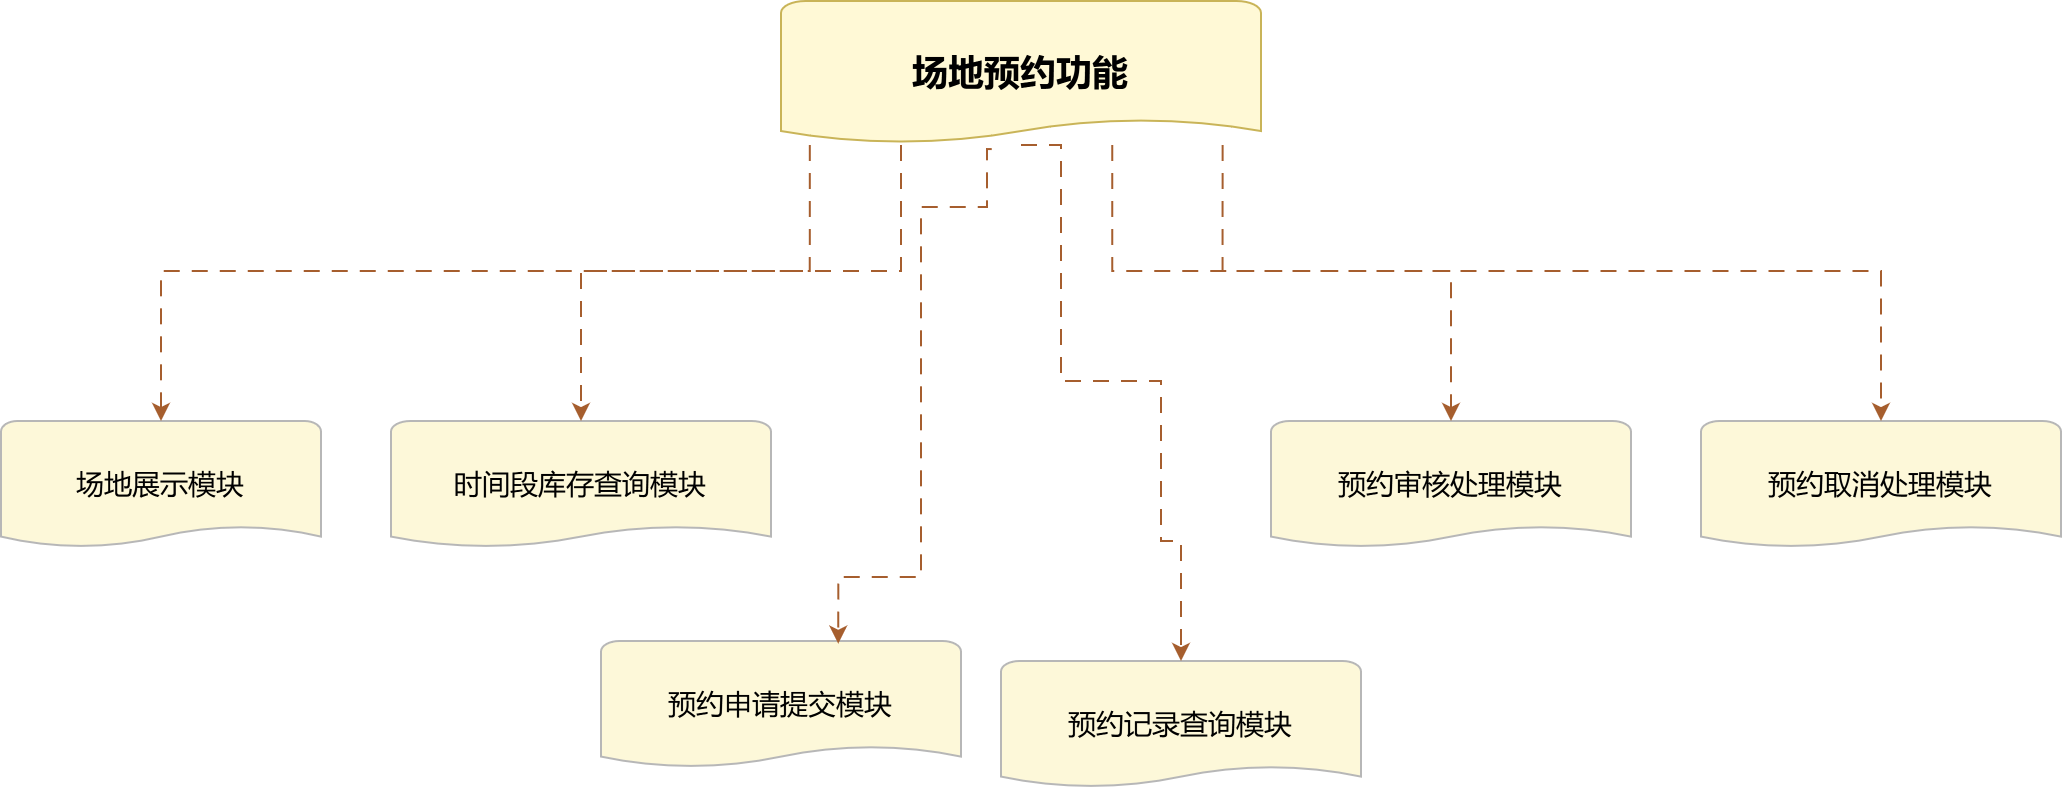 场地预约功能
场地展示模块
时间段库存查询模块
预约审核处理模块
预约取消处理模块
预约申请提交模块
预约记录查询模块